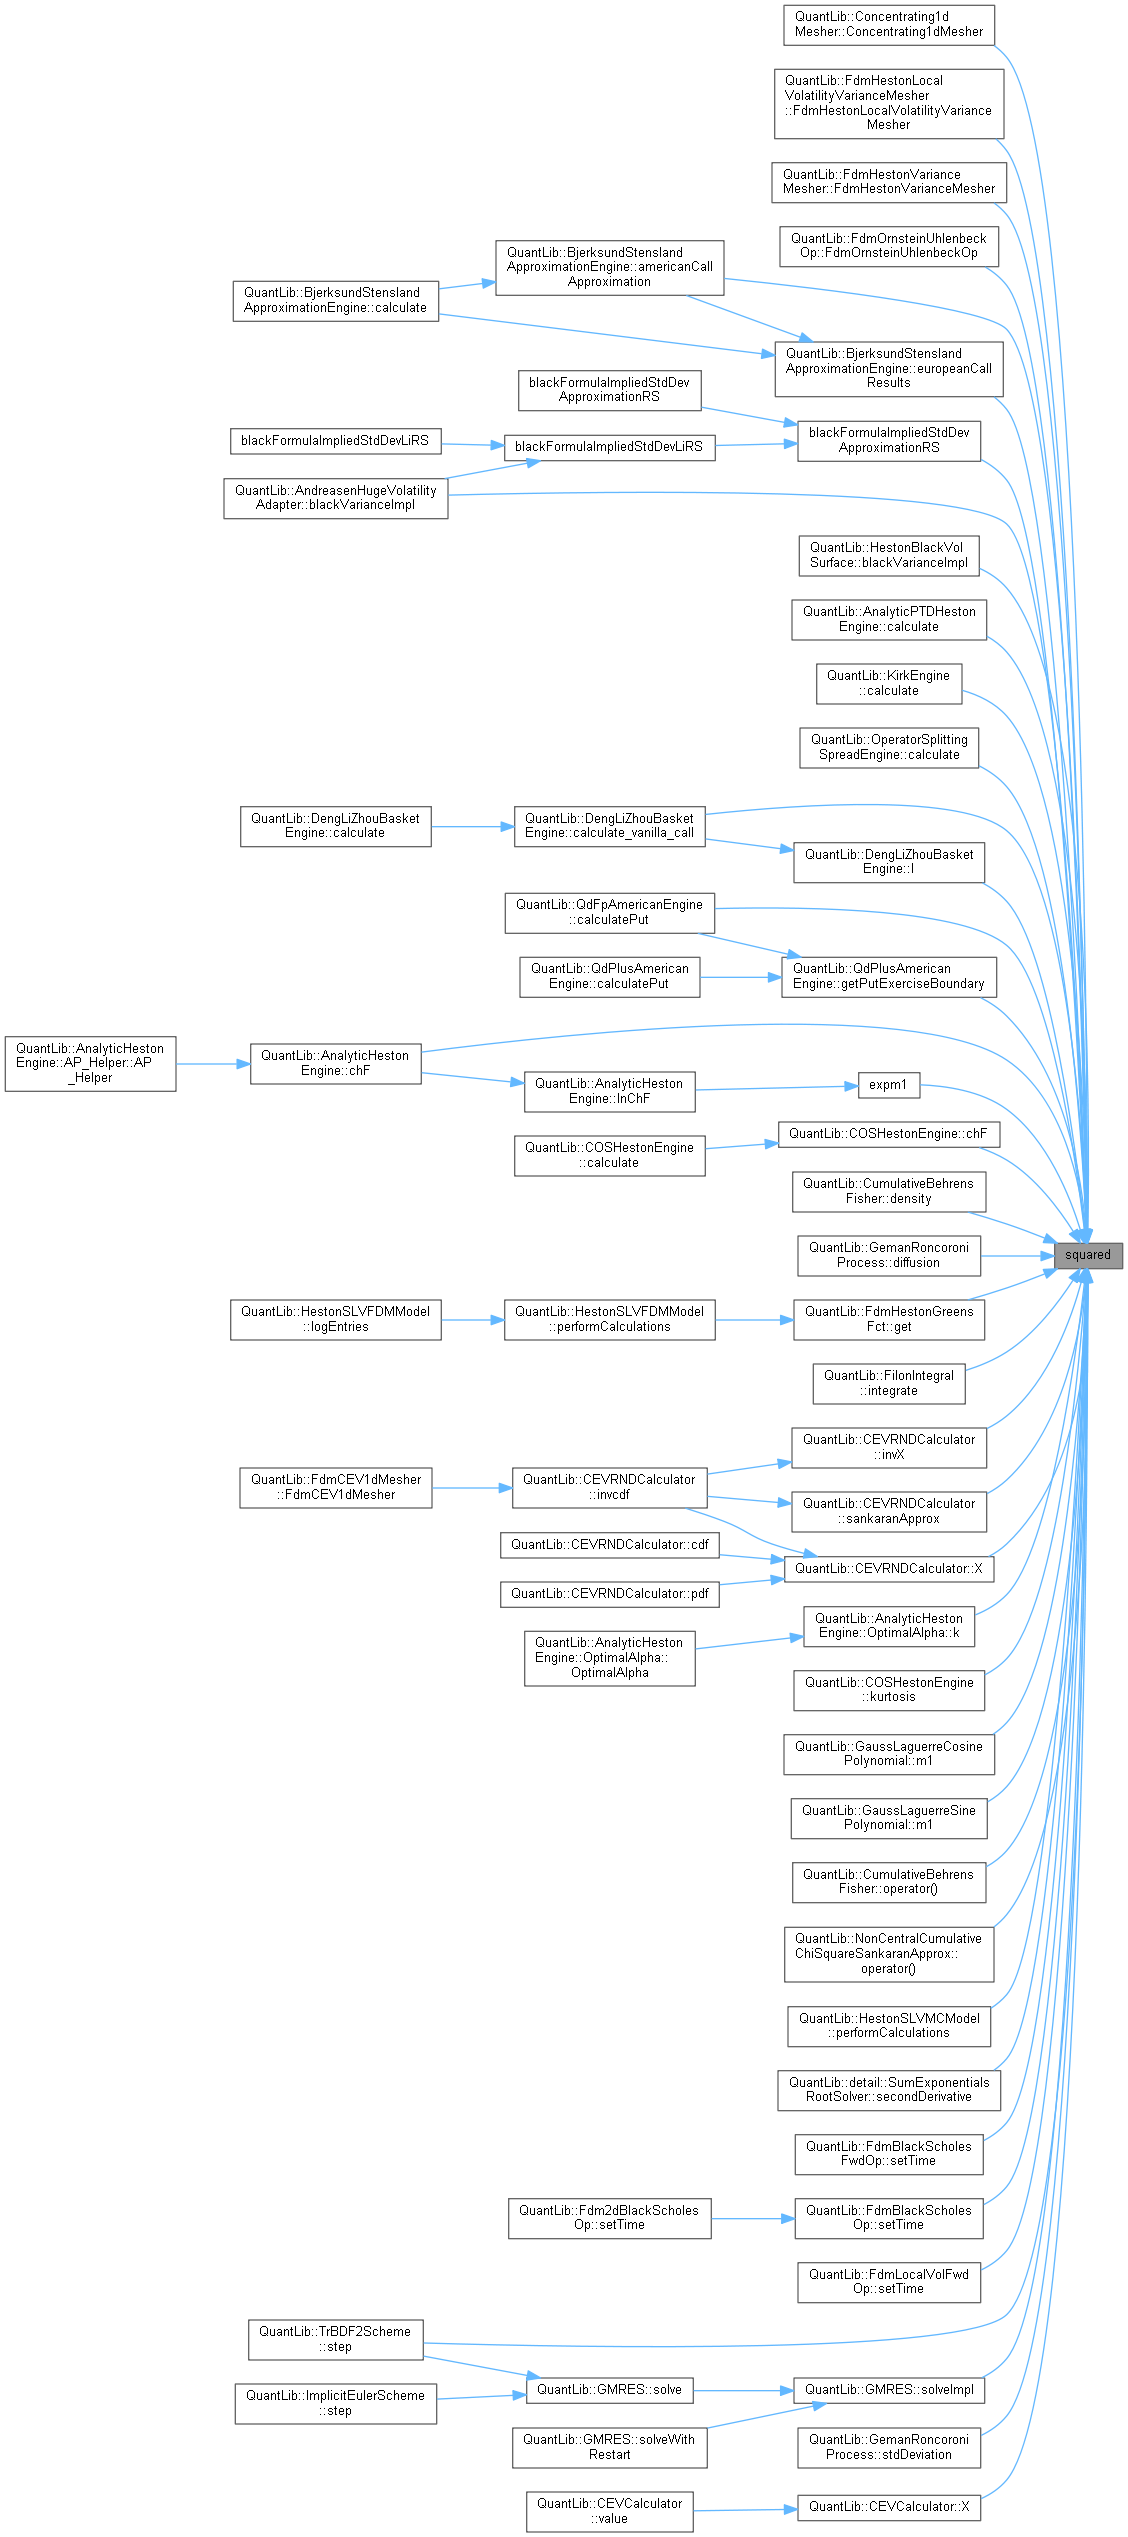 QuantLib::Concentrating1d
Mesher::Concentrating1dMesher
QuantLib::FdmHestonLocal
VolatilityVarianceMesher
::FdmHestonLocalVolatilityVariance
Mesher
QuantLib::FdmHestonVariance
Mesher::FdmHestonVarianceMesher
QuantLib::FdmOrnsteinUhlenbeck
Op::FdmOrnsteinUhlenbeckOp
QuantLib::BjerksundStensland
ApproximationEngine::americanCall
Approximation
QuantLib::BjerksundStensland
ApproximationEngine::calculate
QuantLib::BjerksundStensland
ApproximationEngine::europeanCall
Results
blackFormulaImpliedStdDev
ApproximationRS
blackFormulaImpliedStdDevLiRS
blackFormulaImpliedStdDevLiRS
blackFormulaImpliedStdDev
ApproximationRS
QuantLib::AndreasenHugeVolatility
Adapter::blackVarianceImpl
QuantLib::HestonBlackVol
Surface::blackVarianceImpl
QuantLib::AnalyticPTDHeston
Engine::calculate
QuantLib::KirkEngine
::calculate
QuantLib::OperatorSplitting
SpreadEngine::calculate
QuantLib::DengLiZhouBasket
Engine::calculate
QuantLib::DengLiZhouBasket
Engine::calculate_vanilla_call
QuantLib::DengLiZhouBasket
Engine::I
QuantLib::QdFpAmericanEngine
::calculatePut
QuantLib::QdPlusAmerican
Engine::calculatePut
QuantLib::QdPlusAmerican
Engine::getPutExerciseBoundary
QuantLib::AnalyticHeston
Engine::AP_Helper::AP
_Helper
QuantLib::AnalyticHeston
Engine::chF
QuantLib::AnalyticHeston
Engine::lnChF
expm1
QuantLib::COSHestonEngine
::calculate
QuantLib::COSHestonEngine::chF
QuantLib::CumulativeBehrens
Fisher::density
QuantLib::GemanRoncoroni
Process::diffusion
squared
QuantLib::HestonSLVFDMModel
::logEntries
QuantLib::HestonSLVFDMModel
::performCalculations
QuantLib::FdmHestonGreens
Fct::get
QuantLib::FilonIntegral
::integrate
QuantLib::CEVRNDCalculator
::invX
QuantLib::FdmCEV1dMesher
::FdmCEV1dMesher
QuantLib::CEVRNDCalculator
::invcdf
QuantLib::CEVRNDCalculator
::sankaranApprox
QuantLib::CEVRNDCalculator::cdf
QuantLib::CEVRNDCalculator::X
QuantLib::CEVRNDCalculator::pdf
QuantLib::AnalyticHeston
Engine::OptimalAlpha::k
QuantLib::AnalyticHeston
Engine::OptimalAlpha::
OptimalAlpha
QuantLib::COSHestonEngine
::kurtosis
QuantLib::GaussLaguerreCosine
Polynomial::m1
QuantLib::GaussLaguerreSine
Polynomial::m1
QuantLib::CumulativeBehrens
Fisher::operator()
QuantLib::NonCentralCumulative
ChiSquareSankaranApprox::
operator()
QuantLib::HestonSLVMCModel
::performCalculations
QuantLib::detail::SumExponentials
RootSolver::secondDerivative
QuantLib::FdmBlackScholes
FwdOp::setTime
QuantLib::Fdm2dBlackScholes
Op::setTime
QuantLib::FdmBlackScholes
Op::setTime
QuantLib::FdmLocalVolFwd
Op::setTime
QuantLib::TrBDF2Scheme
::step
QuantLib::ImplicitEulerScheme
::step
QuantLib::GMRES::solve
QuantLib::GMRES::solveImpl
QuantLib::GMRES::solveWith
Restart
QuantLib::GemanRoncoroni
Process::stdDeviation
QuantLib::CEVCalculator
::value
QuantLib::CEVCalculator::X